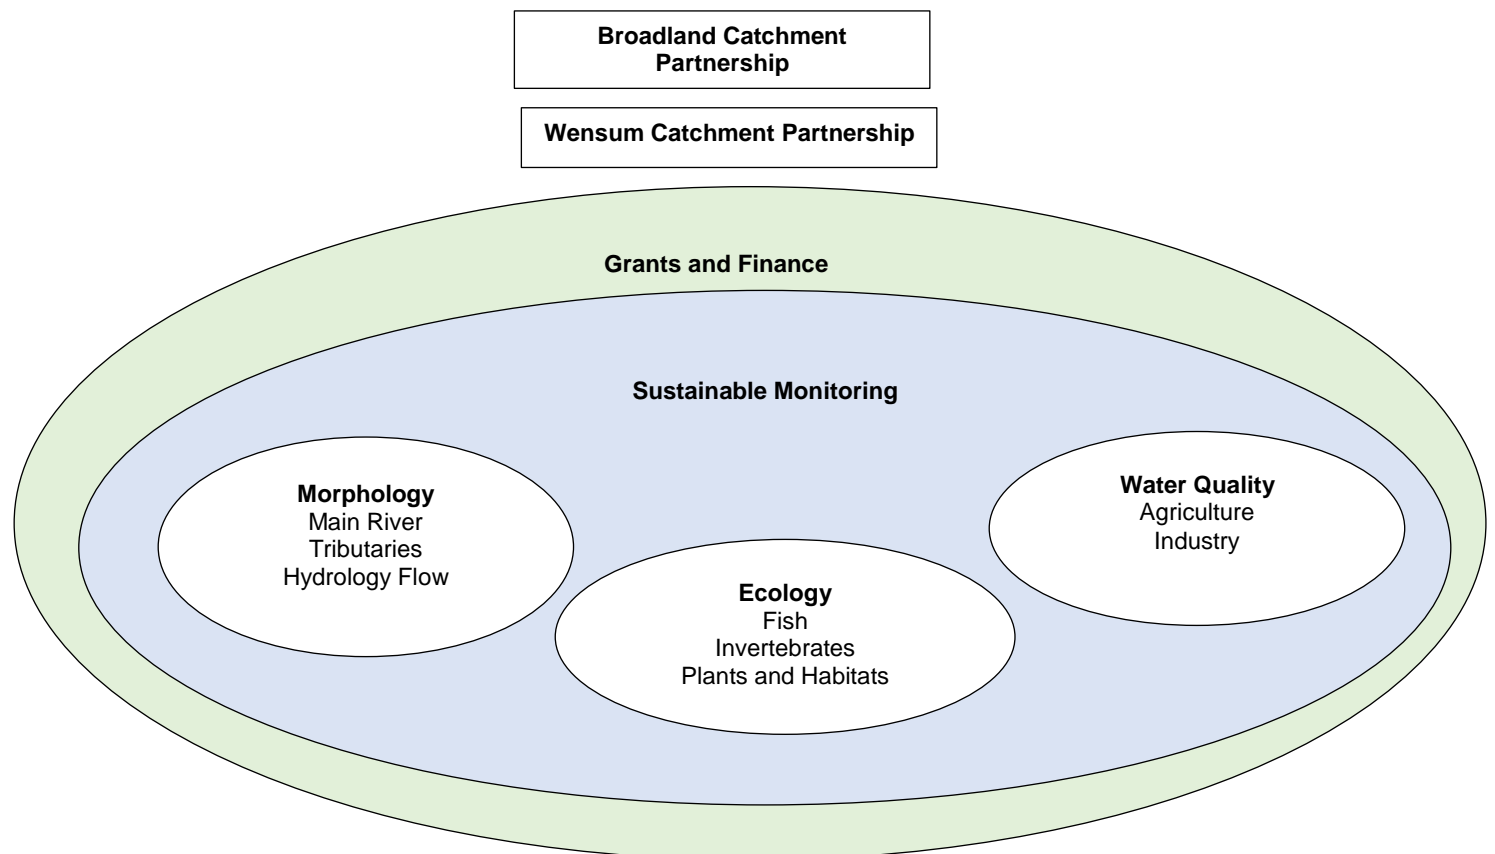 Broadland Catchment
Partnership
Wensum Catchment Partnership
Grants and Finance
Sustainable Monitoring
Morphology
Main River
Tributaries
Hydrology Flow
Ecology
Fish
Invertebrates
Plants and Habitats
Water Quality
Agriculture
Industry